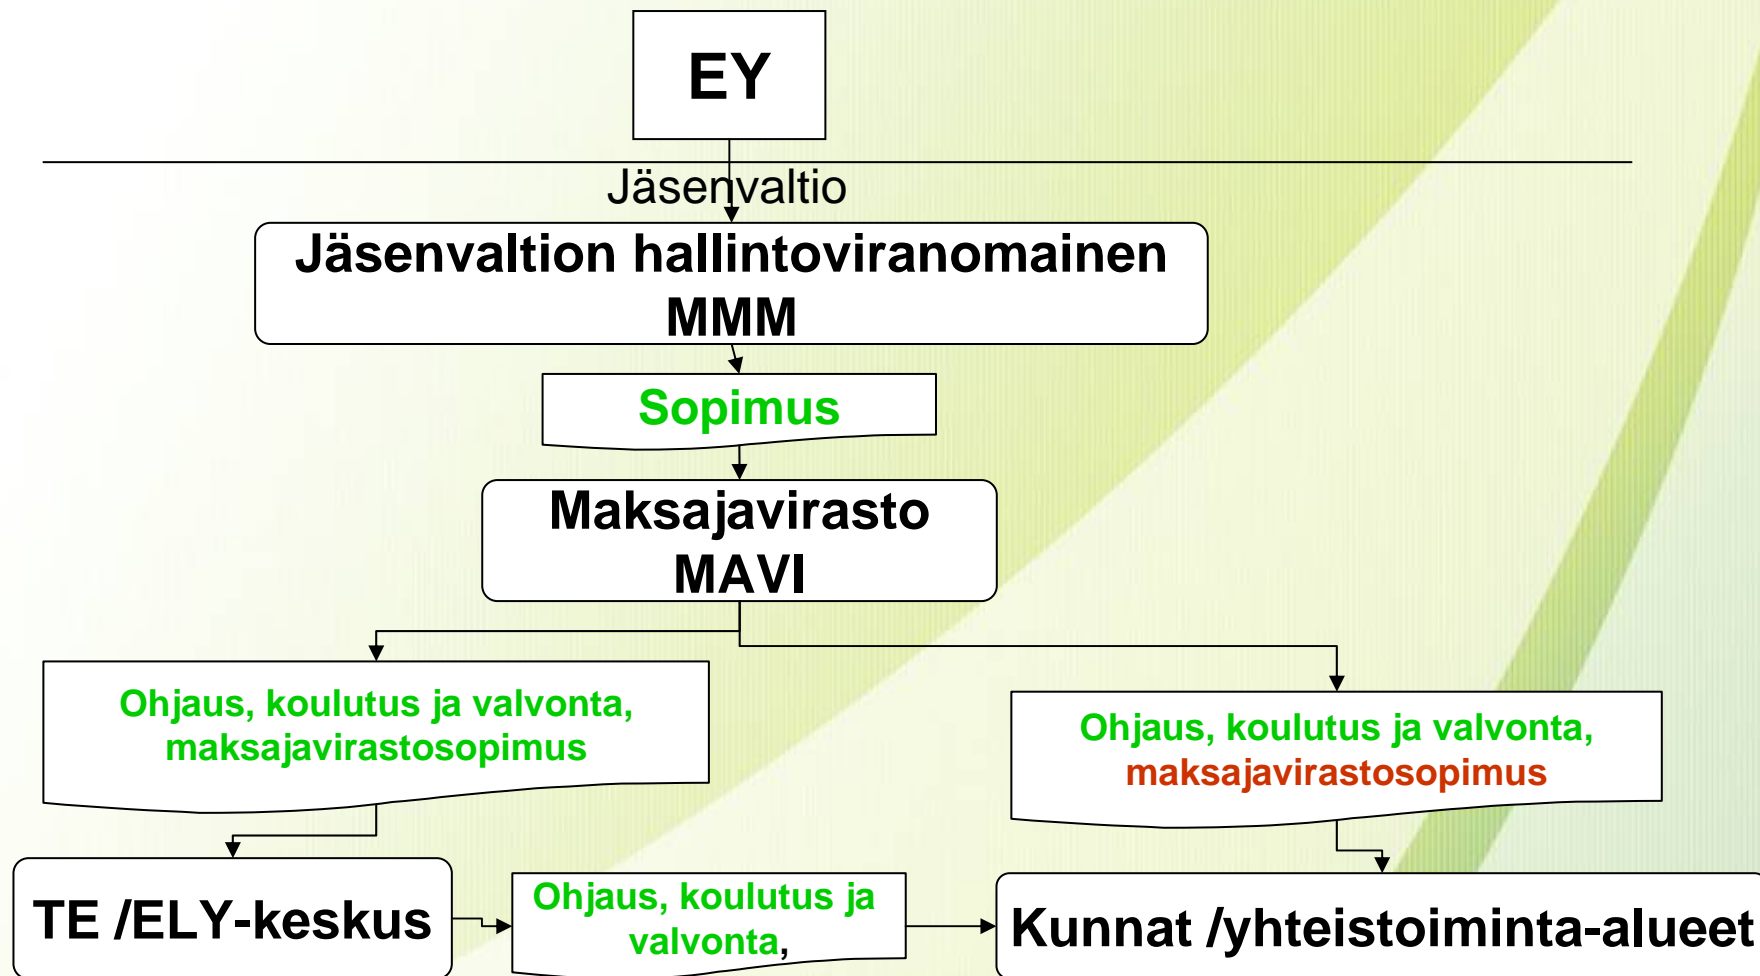 EY
Jäsenvaltio
Jäsenvaltion hallintoviranomainen
MMM
Sopimus
Maksajavirasto
MAVI
Ohjaus, koulutus ja valvonta,
maksajavirastosopimus
Ohjaus, koulutus ja valvonta,
maksajavirastosopimus
TE /ELY-keskus
Ohjaus, koulutus ja
valvonta,
Kunnat /yhteistoiminta-alueet